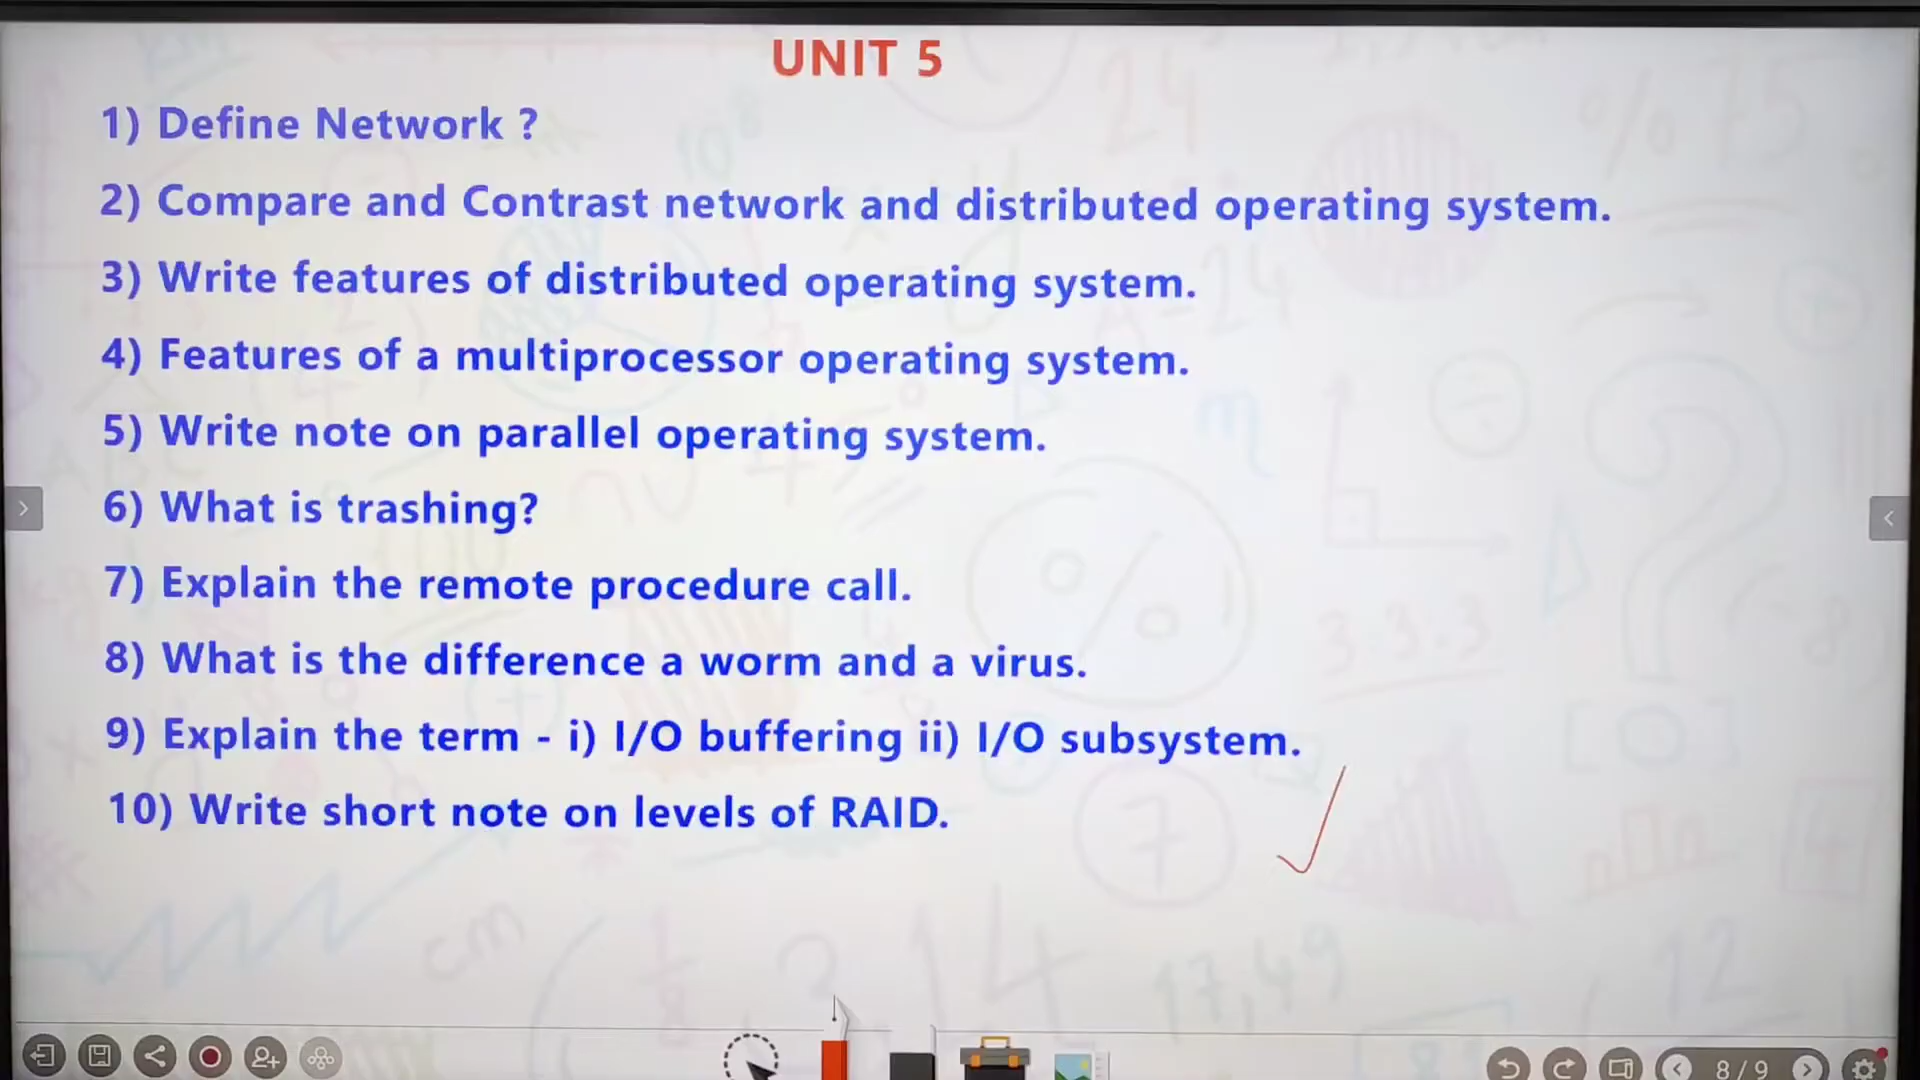 UNIT 5
1) Define Network ?
2) Compare and Contrast network and distributed operating system.
3) Write features of distributed operating system.
4) Features of a multiprocessor operating system.
5) Write note on parallel operating system.
6) What is trashing?
7) Explain the remote procedure call.
8) What is the difference a worm and a virus.
9) Explain the term - i) I/O buffering ii) I/O subsystem.
10) Write short note on levels of RAID.
8 / 9